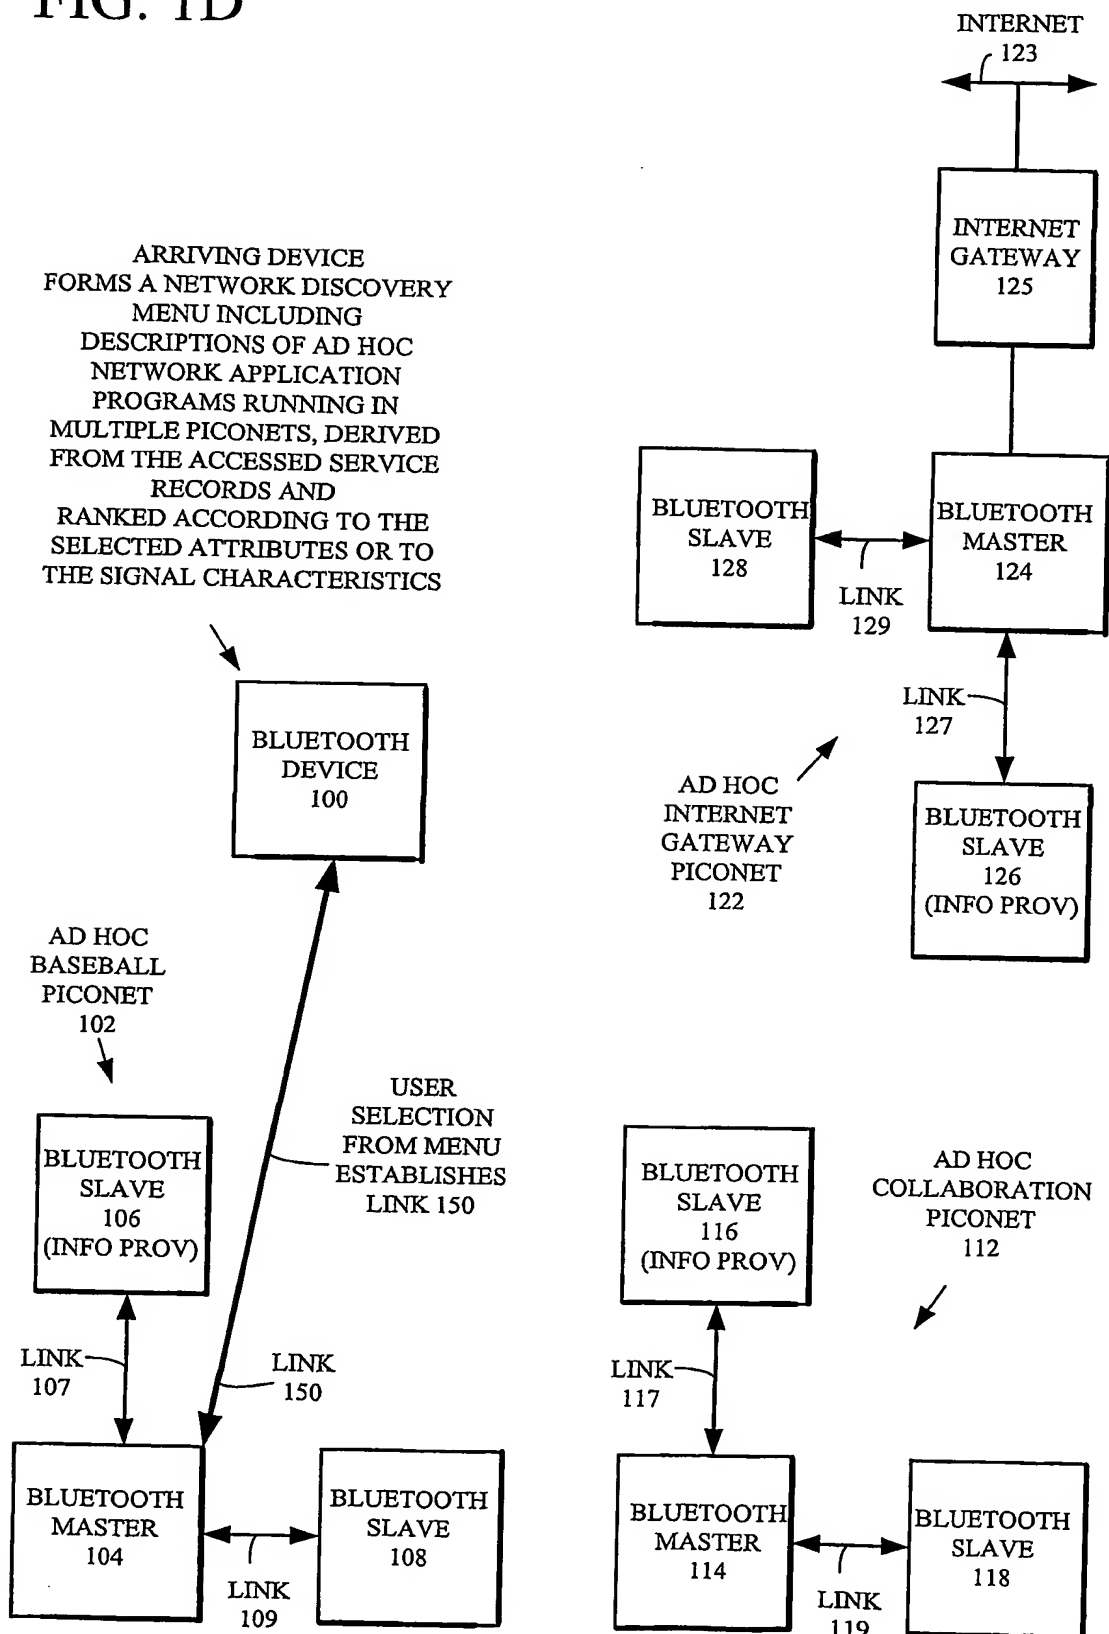 FIG. 1D
INTERNET
123
INTERNET
GATEWAY
125
ARRIVING DEVICE
FORMS A NETWORK DISCOVERY
MENU INCLUDING
DESCRIPTIONS OF AD HOC
NETWORK APPLICATION
PROGRAMS RUNNING IN
MULTIPLE PICONETS, DERIVED
FROM THE ACCESSED SERVICE
RECORDS AND
RANKED ACCORDING TO THE
SELECTED ATTRIBUTES OR TO
THE SIGNAL CHARACTERISTICS
BLUETOOTH
SLAVE
128
LINK
129
BLUETOOTH
MASTER
124
LINK
127
BLUETOOTH
DEVICE
100
AD HOC
INTERNET
GATEWAY
PICONET
122
BLUETOOTH
SLAVE
126
(INFO PROV)
AD HOC
BASEBALL
PICONET
102
USER
SELECTION
FROM MENU
ESTABLISHES
LINK 150
BLUETOOTH
SLAVE
106
(INFO PROV)
LINK
107
LINK
150
BLUETOOTH
MASTER
104
LINK
109
BLUETOOTH
SLAVE
108
BLUETOOTH
SLAVE
116
(INFO PROV)
AD HOC
COLLABORATION
PICONET
112
LINK
117
BLUETOOTH
MASTER
114
LINK
119
BLUETOOTH
SLAVE
118